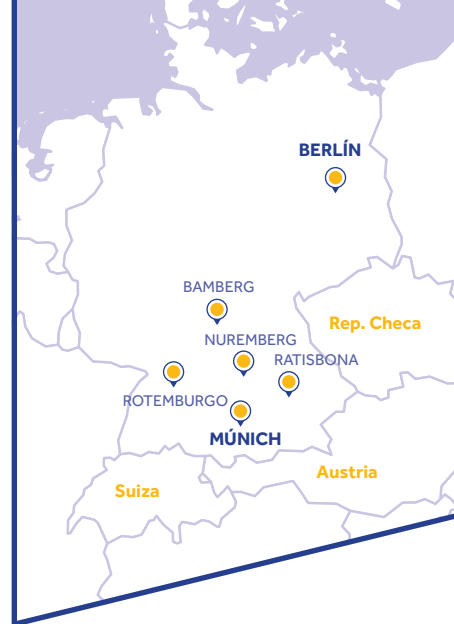 BERLÍN
BAMBERG
Rep. Checa
NUREMBERG
RATISBONA
ROTEMBURGO
MÚNICH
Austria
Suiza